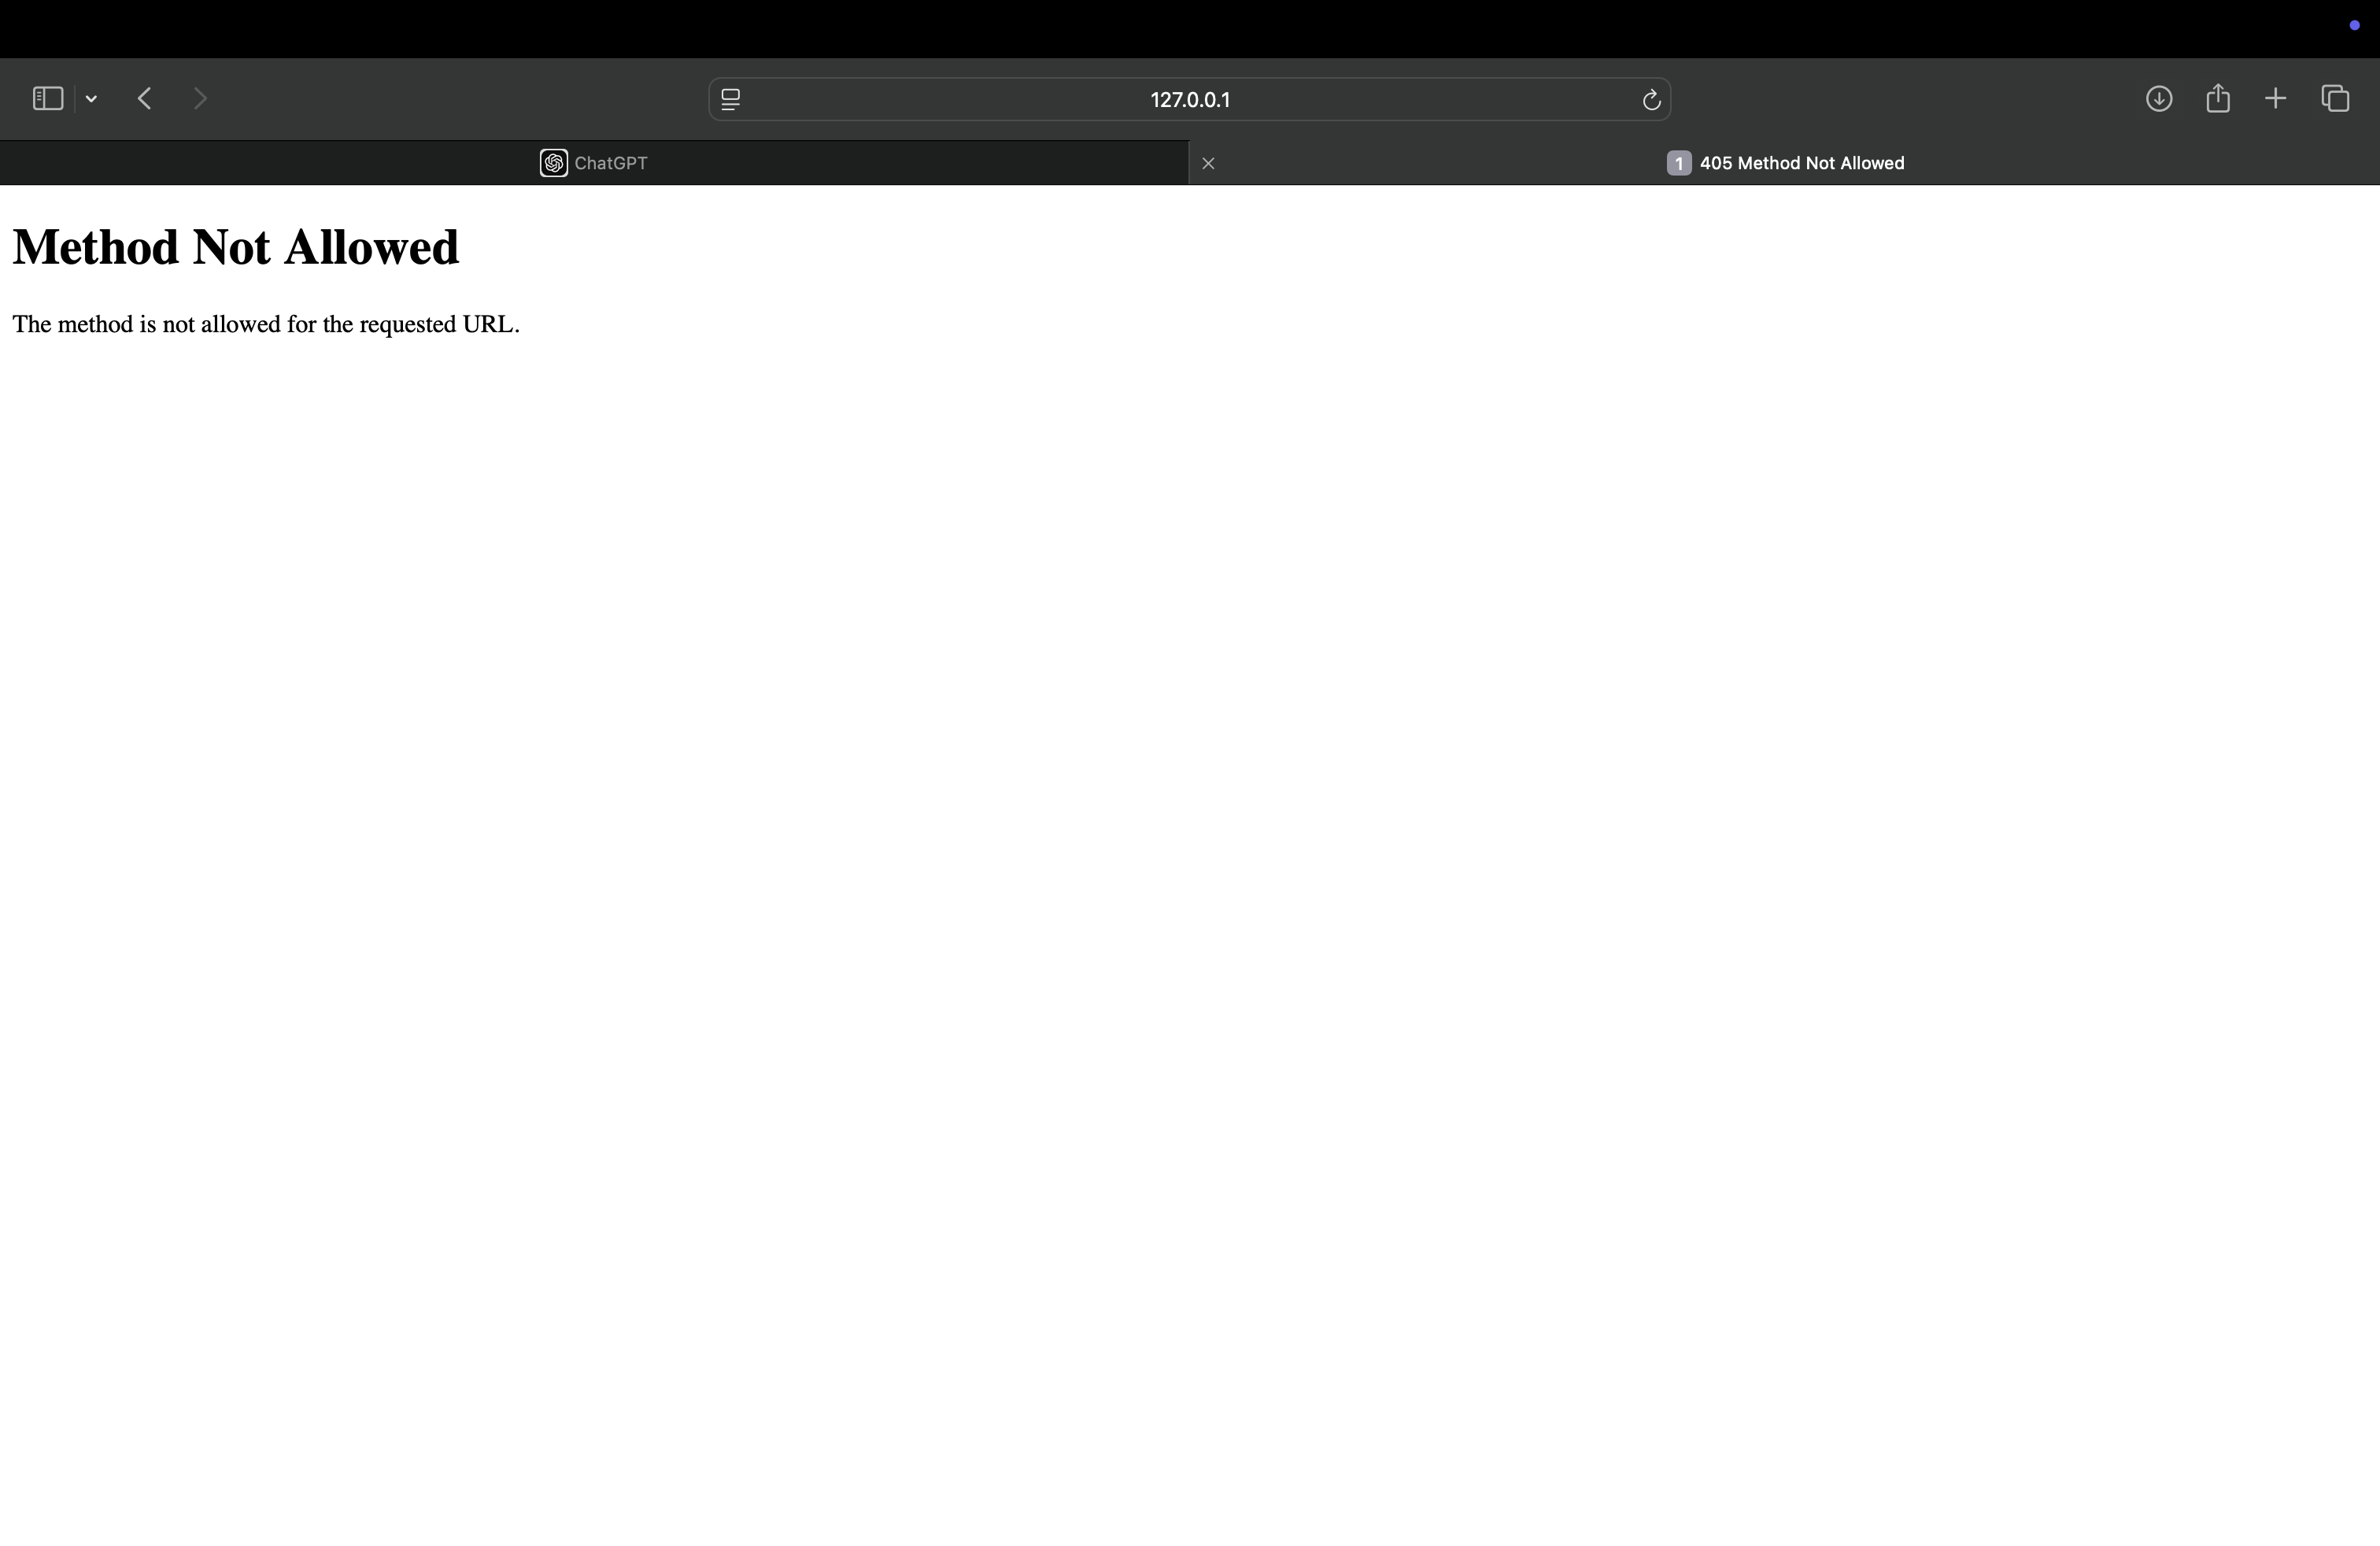 127.0.0.1
ChatGPT
1 405 Method Not Allowed
Method Not Allowed
The method is not allowed for the requested URL.